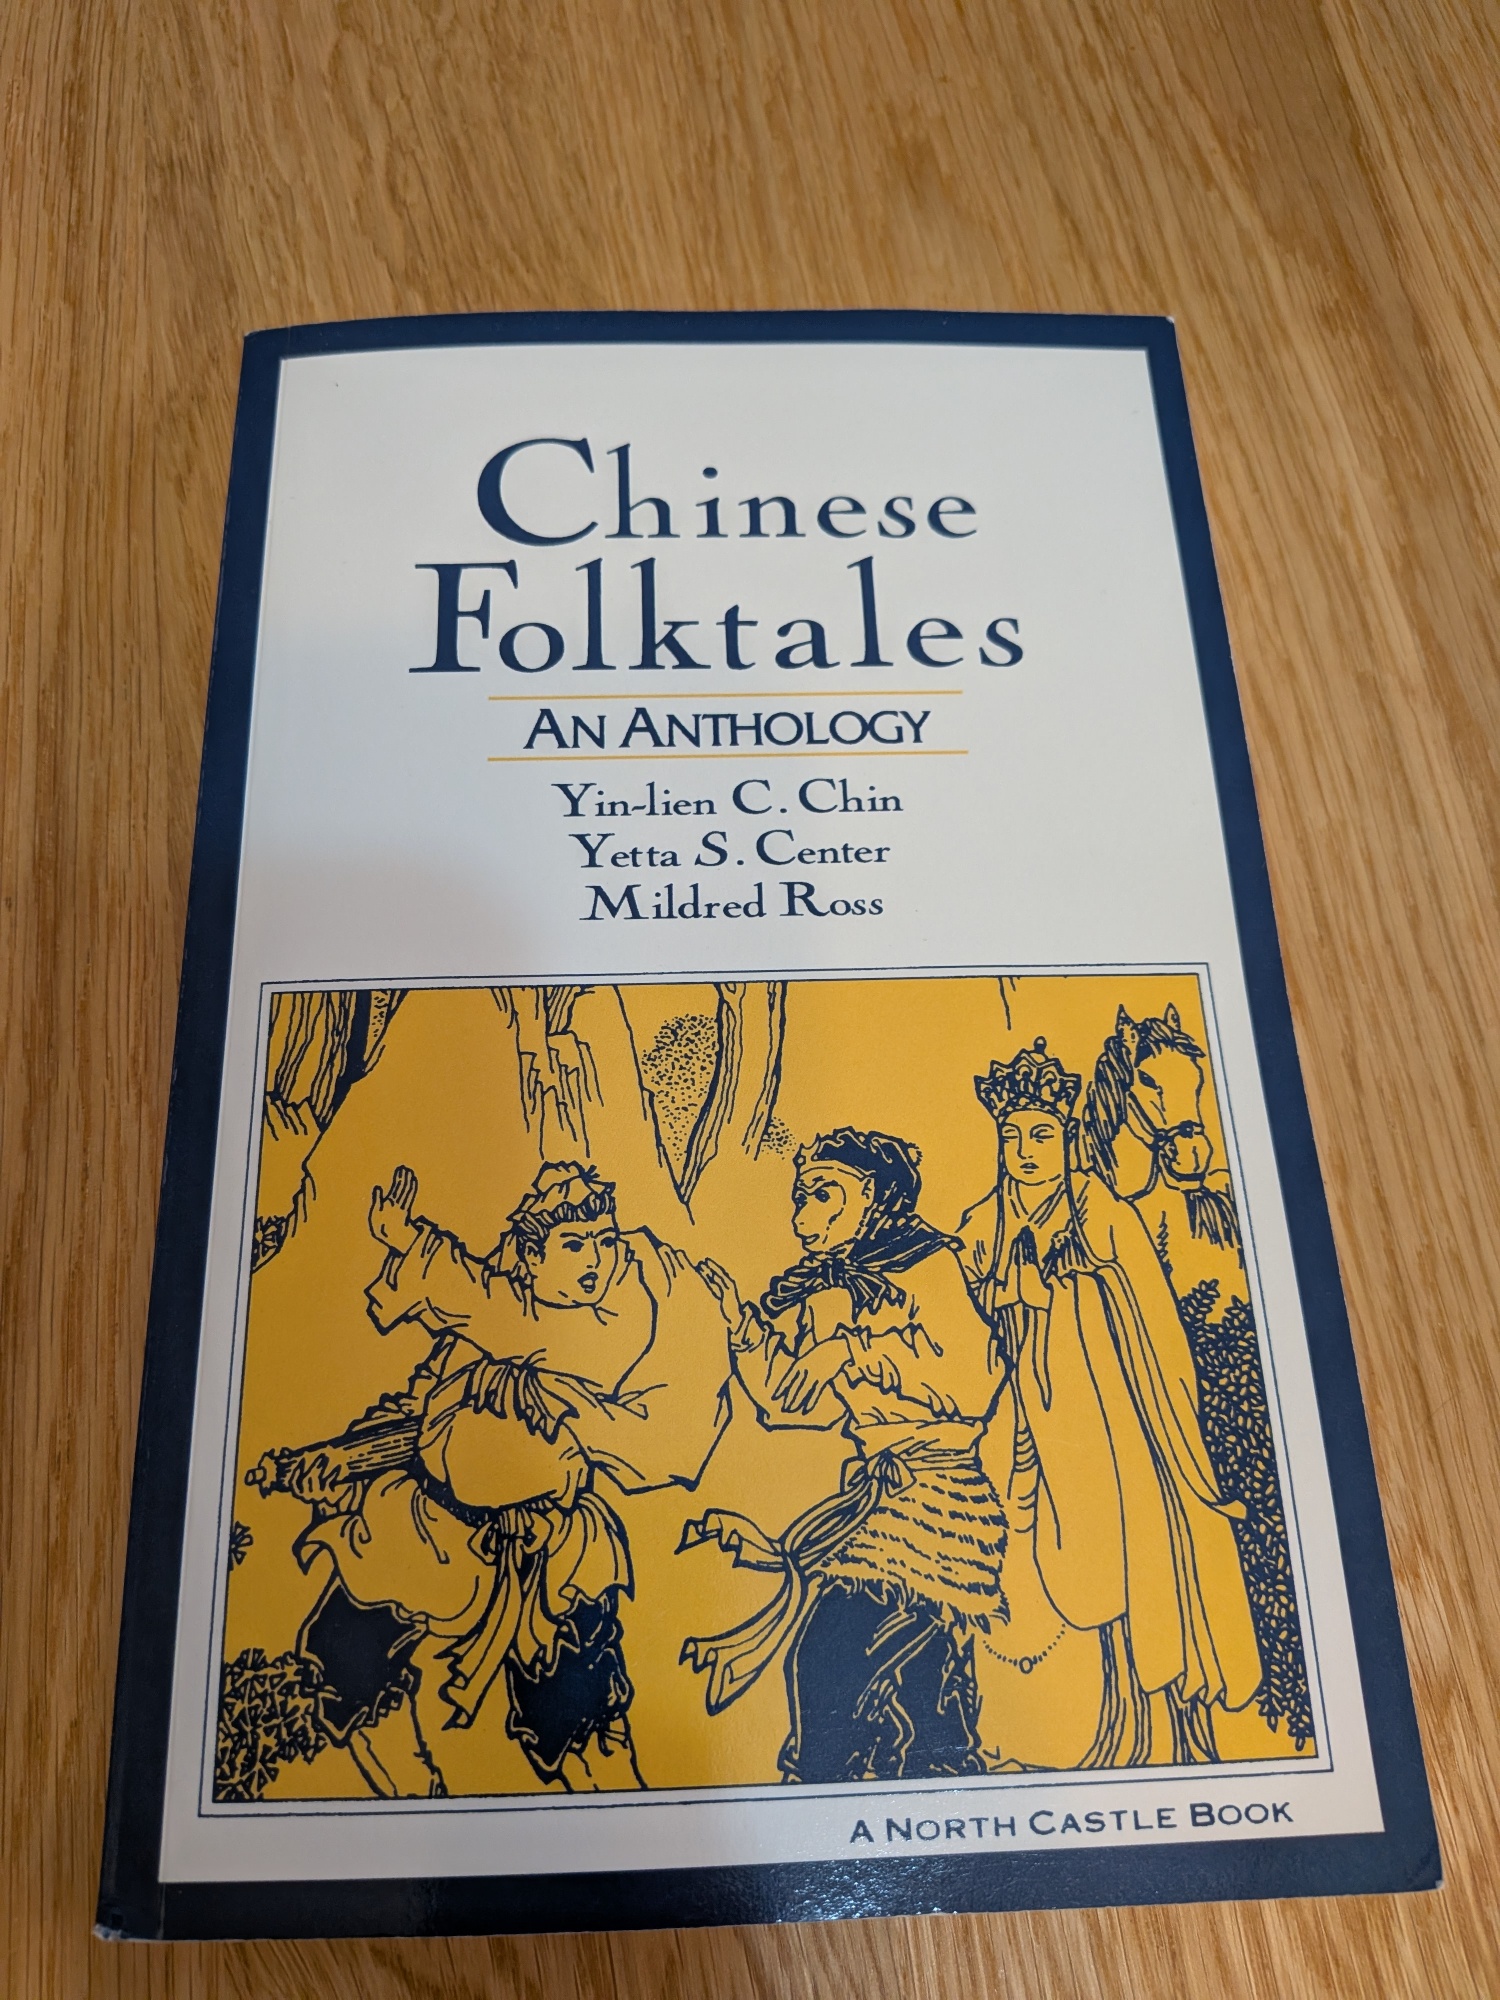 Chinese
Folktales
AN ANTHOLOGY
Yin-lien C. Chin
Yetta S. Center
Mildred Ross
A NORTH CASTLE BOOK